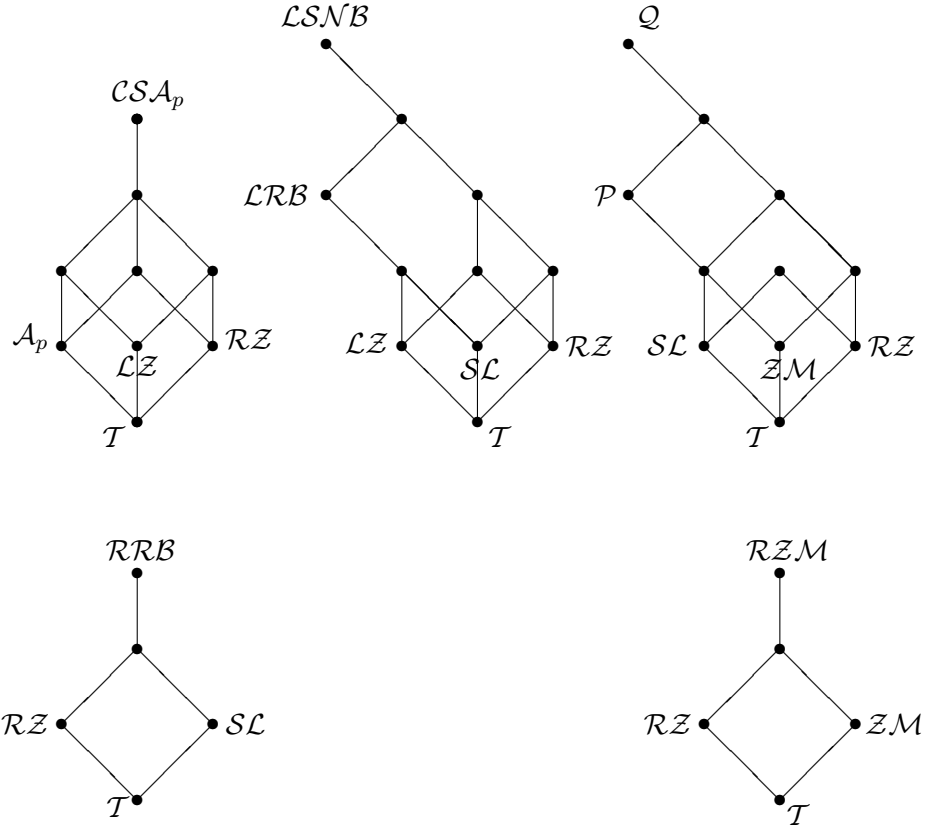 𝓛𝓢𝓝𝓑
𝓠
𝓒𝓢𝓐ₚ
𝓛𝓡𝓑
𝓟
𝓐ₚ
𝓛𝓩
𝓡𝓩
𝓛𝓩
𝓢𝓛
𝓡𝓩
𝓢𝓛
𝓩𝓜
𝓡𝓩
𝓣
𝓣
𝓣
𝓡𝓡𝓑
𝓡𝓩𝓜
𝓡𝓩
𝓢𝓛
𝓡𝓩
𝓩𝓜
𝓣
𝓣